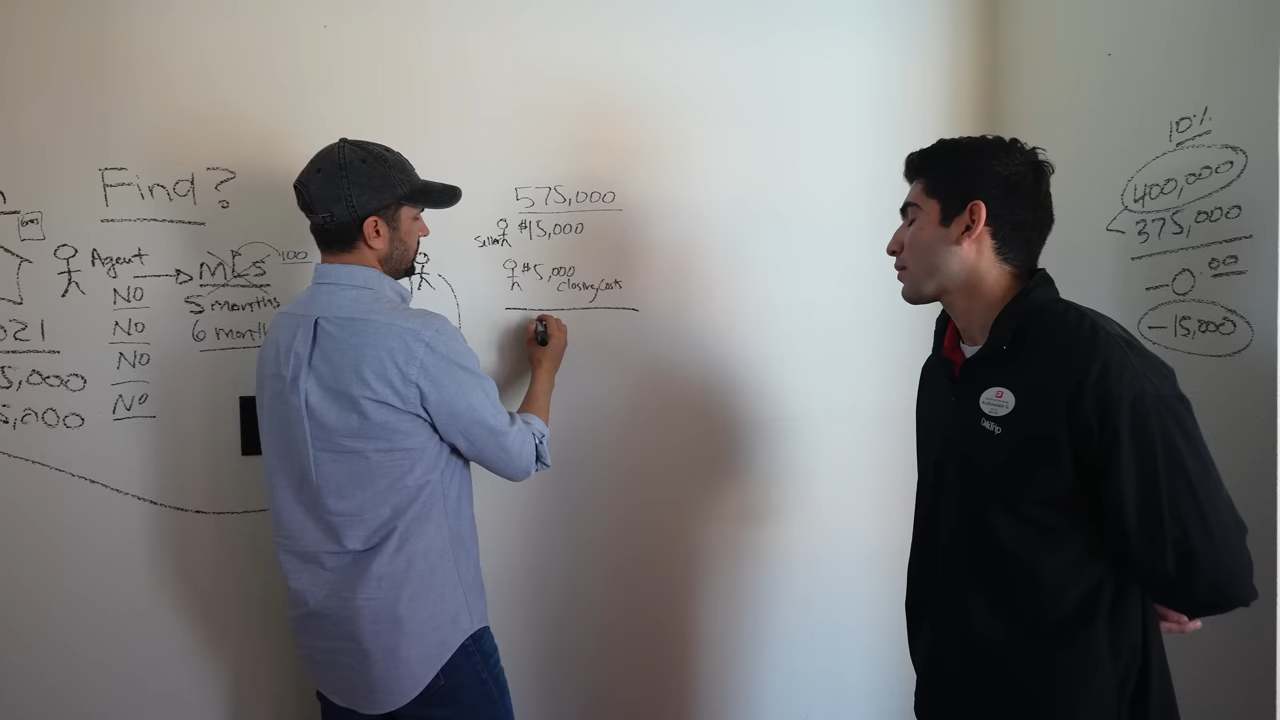 Find?
Agent
MLS
100
NO
5 months
NO
6 month
NO
NO
021
5,000
5,000
575,000
Seller $15,000
$5,000
closing costs
10%
400,000
375,000
-0 00
-15,000